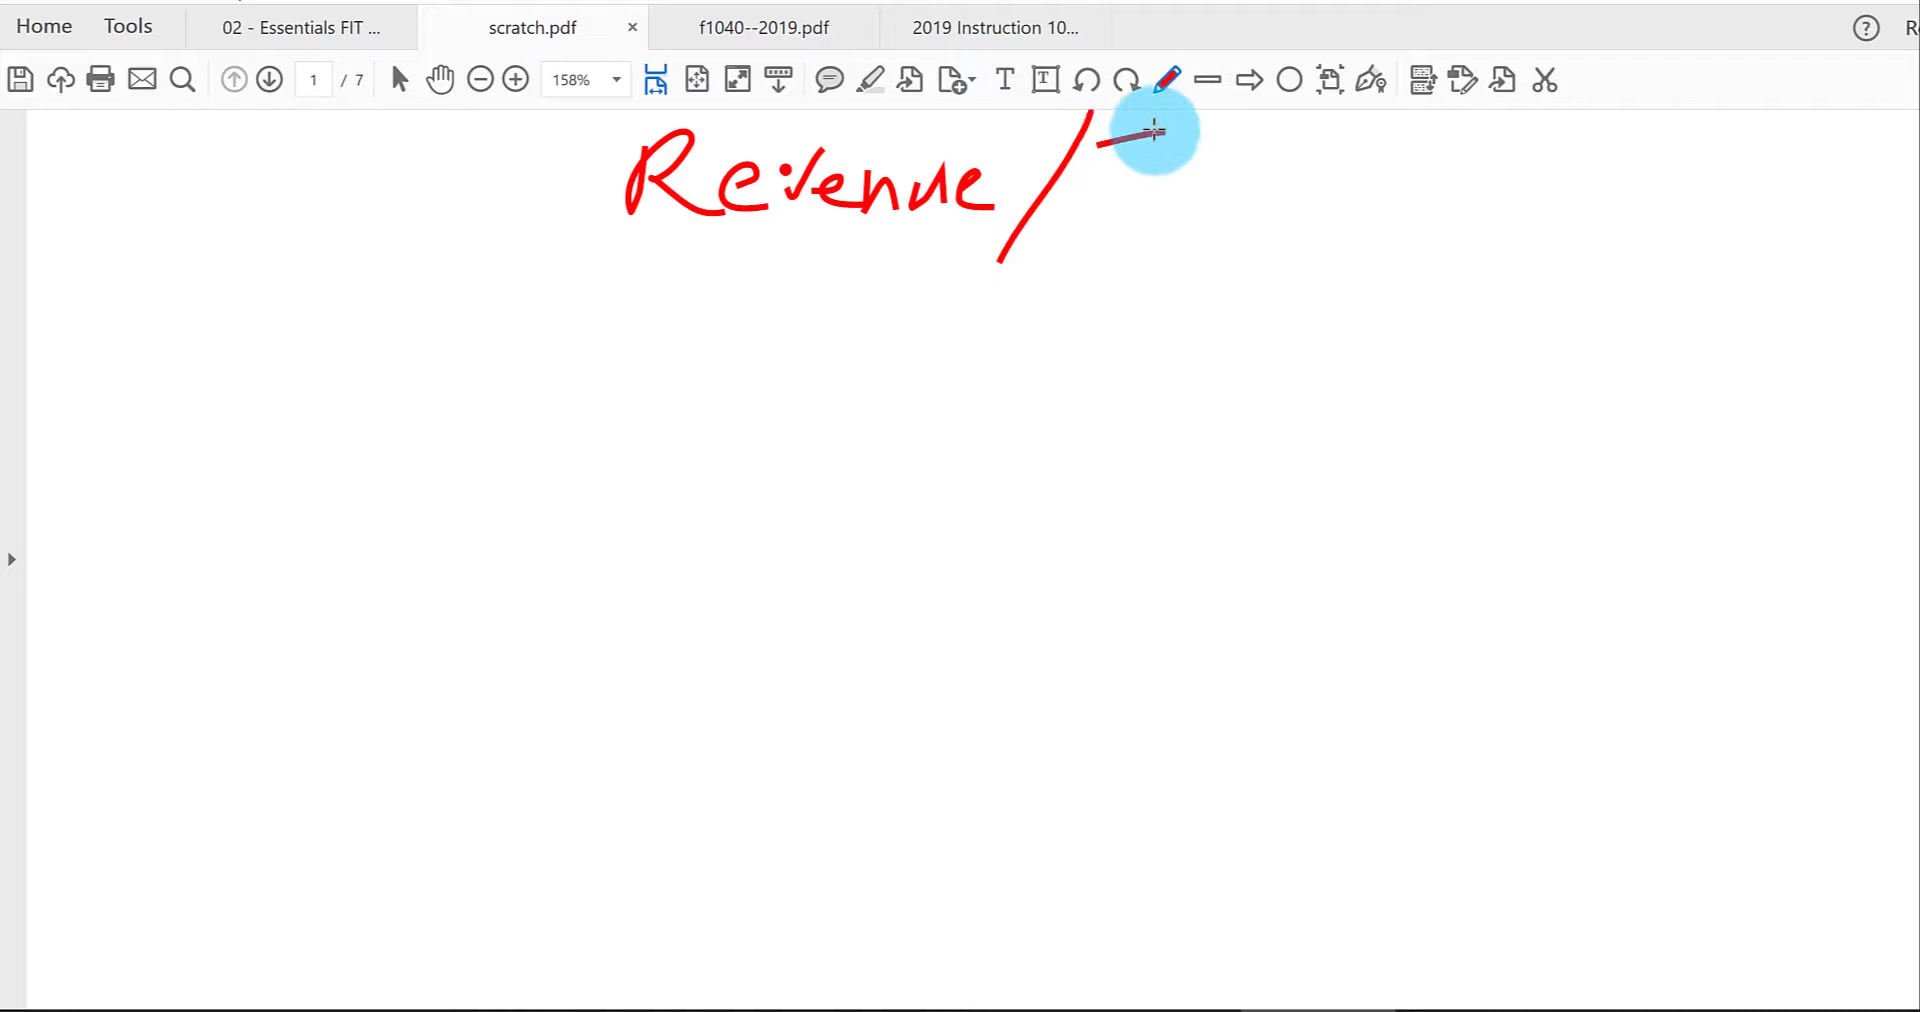 Home Tools 02 - Essentials FIT ... scratch.pdf × f1040--2019.pdf 2019 Instruction 10... ? R
1 / 7 158% T T
Revenue /